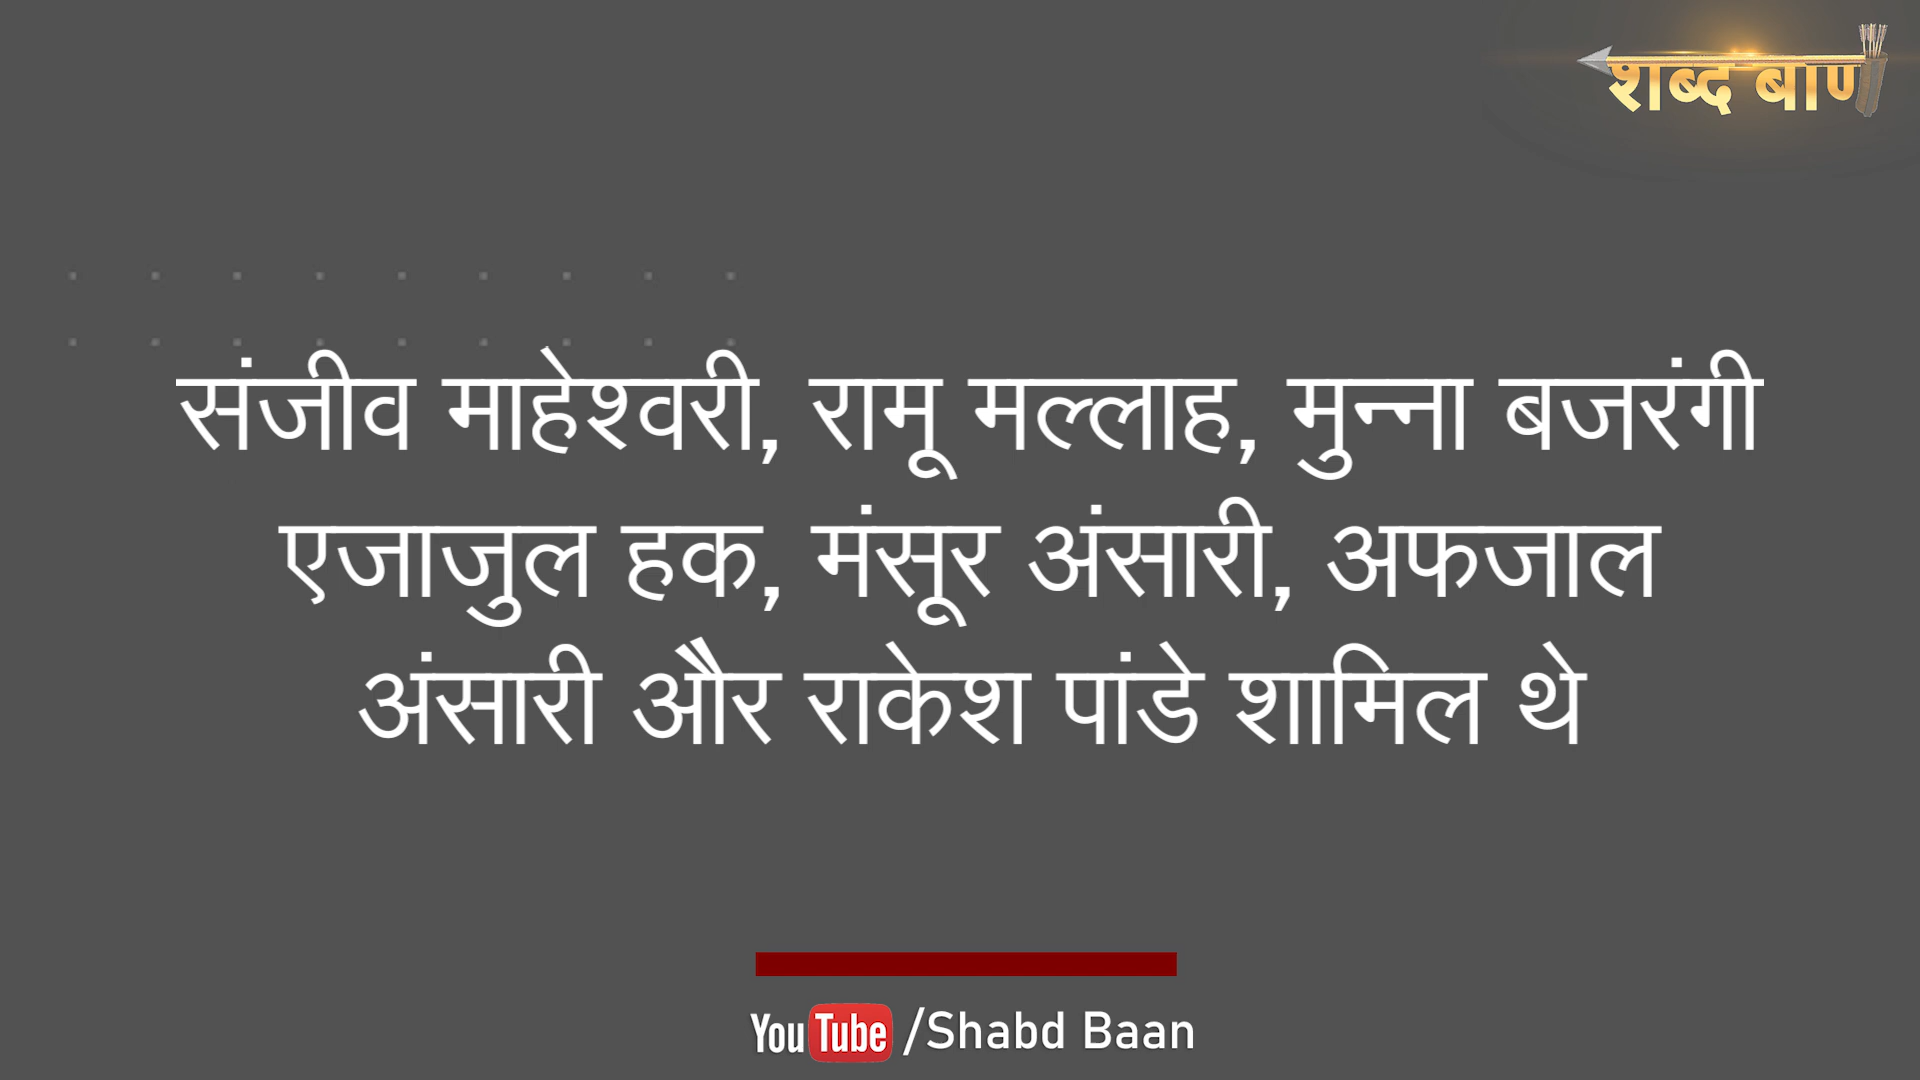 शब्द बाण
संजीव माहेश्वरी, रामू मल्लाह, मुन्ना बजरंगी
एजाजुल हक, मंसूर अंसारी, अफजाल
अंसारी और राकेश पांडे शामिल थे
YouTube /Shabd Baan